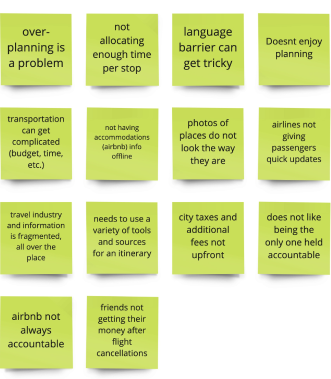 over-
planning is
a problem
not
allocating
enough time
per stop
language
barrier can
get tricky
Doesnt enjoy
planning
transportation
can get
complicated
(budget, time,
etc.)
not having
accommodations
(airbnb) info
offline
photos of
places do not
look the way
they are
airlines not
giving
passengers
quick updates
travel industry
and information
is fragmented,
all over the
place
needs to use a
variety of tools
and sources
for an itinerary
city taxes and
additional
fees not
upfront
does not like
being the
only one held
accountable
airbnb not
always
accountable
friends not
getting their
money after
flight
cancellations